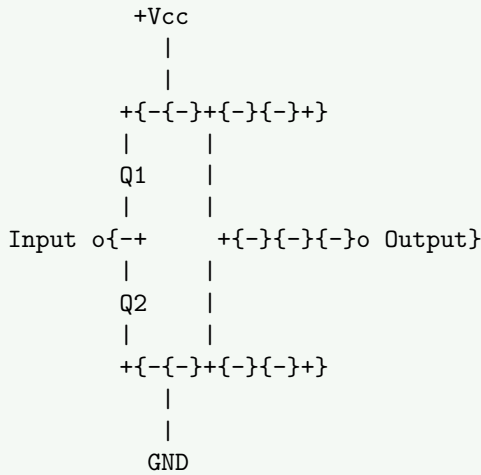 +Vcc
|
|
+{-{-}+{-}{-}+}
| |
Q1 |
| |
Input o{-+ +{-}{-}{-}o Output}
| |
Q2 |
| |
+{-{-}+{-}{-}+}
|
|
GND